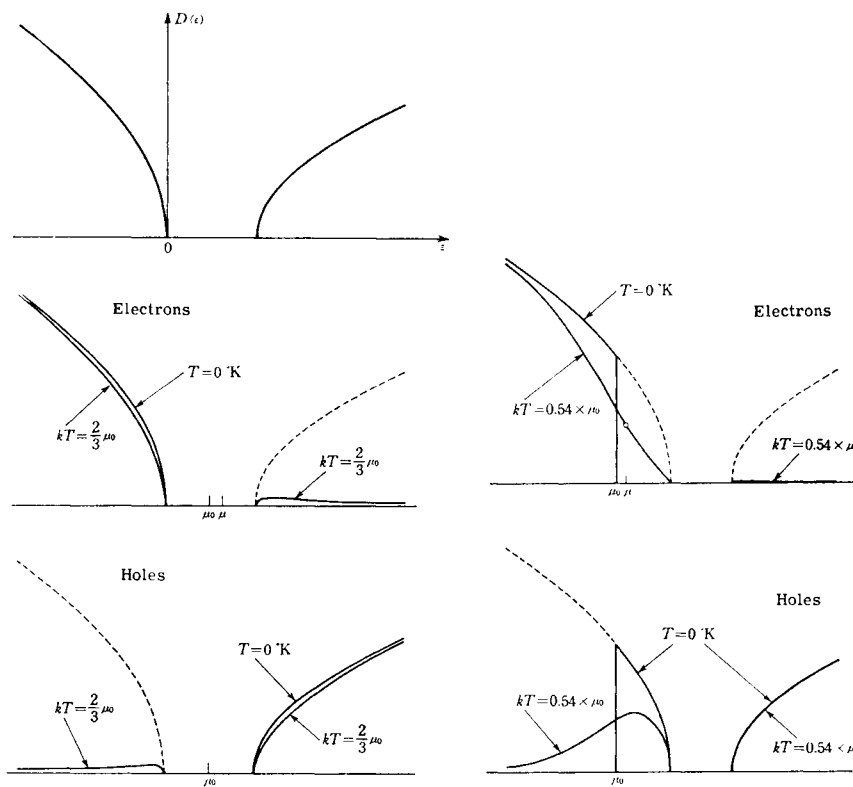 D(ε)
0
ε
Electrons
T=0 °K
kT=2/3 μ₀
kT=2/3 μ₀
μ₀ μ
Holes
T=0 °K
kT=2/3 μ₀
kT=2/3 μ₀
μ₀
T=0 °K
Electrons
kT=0.54×μ₀
kT=0.54×μ
μ₀ μ
Holes
T=0 °K
kT=0.54×μ₀
kT=0.54×μ
μ₀